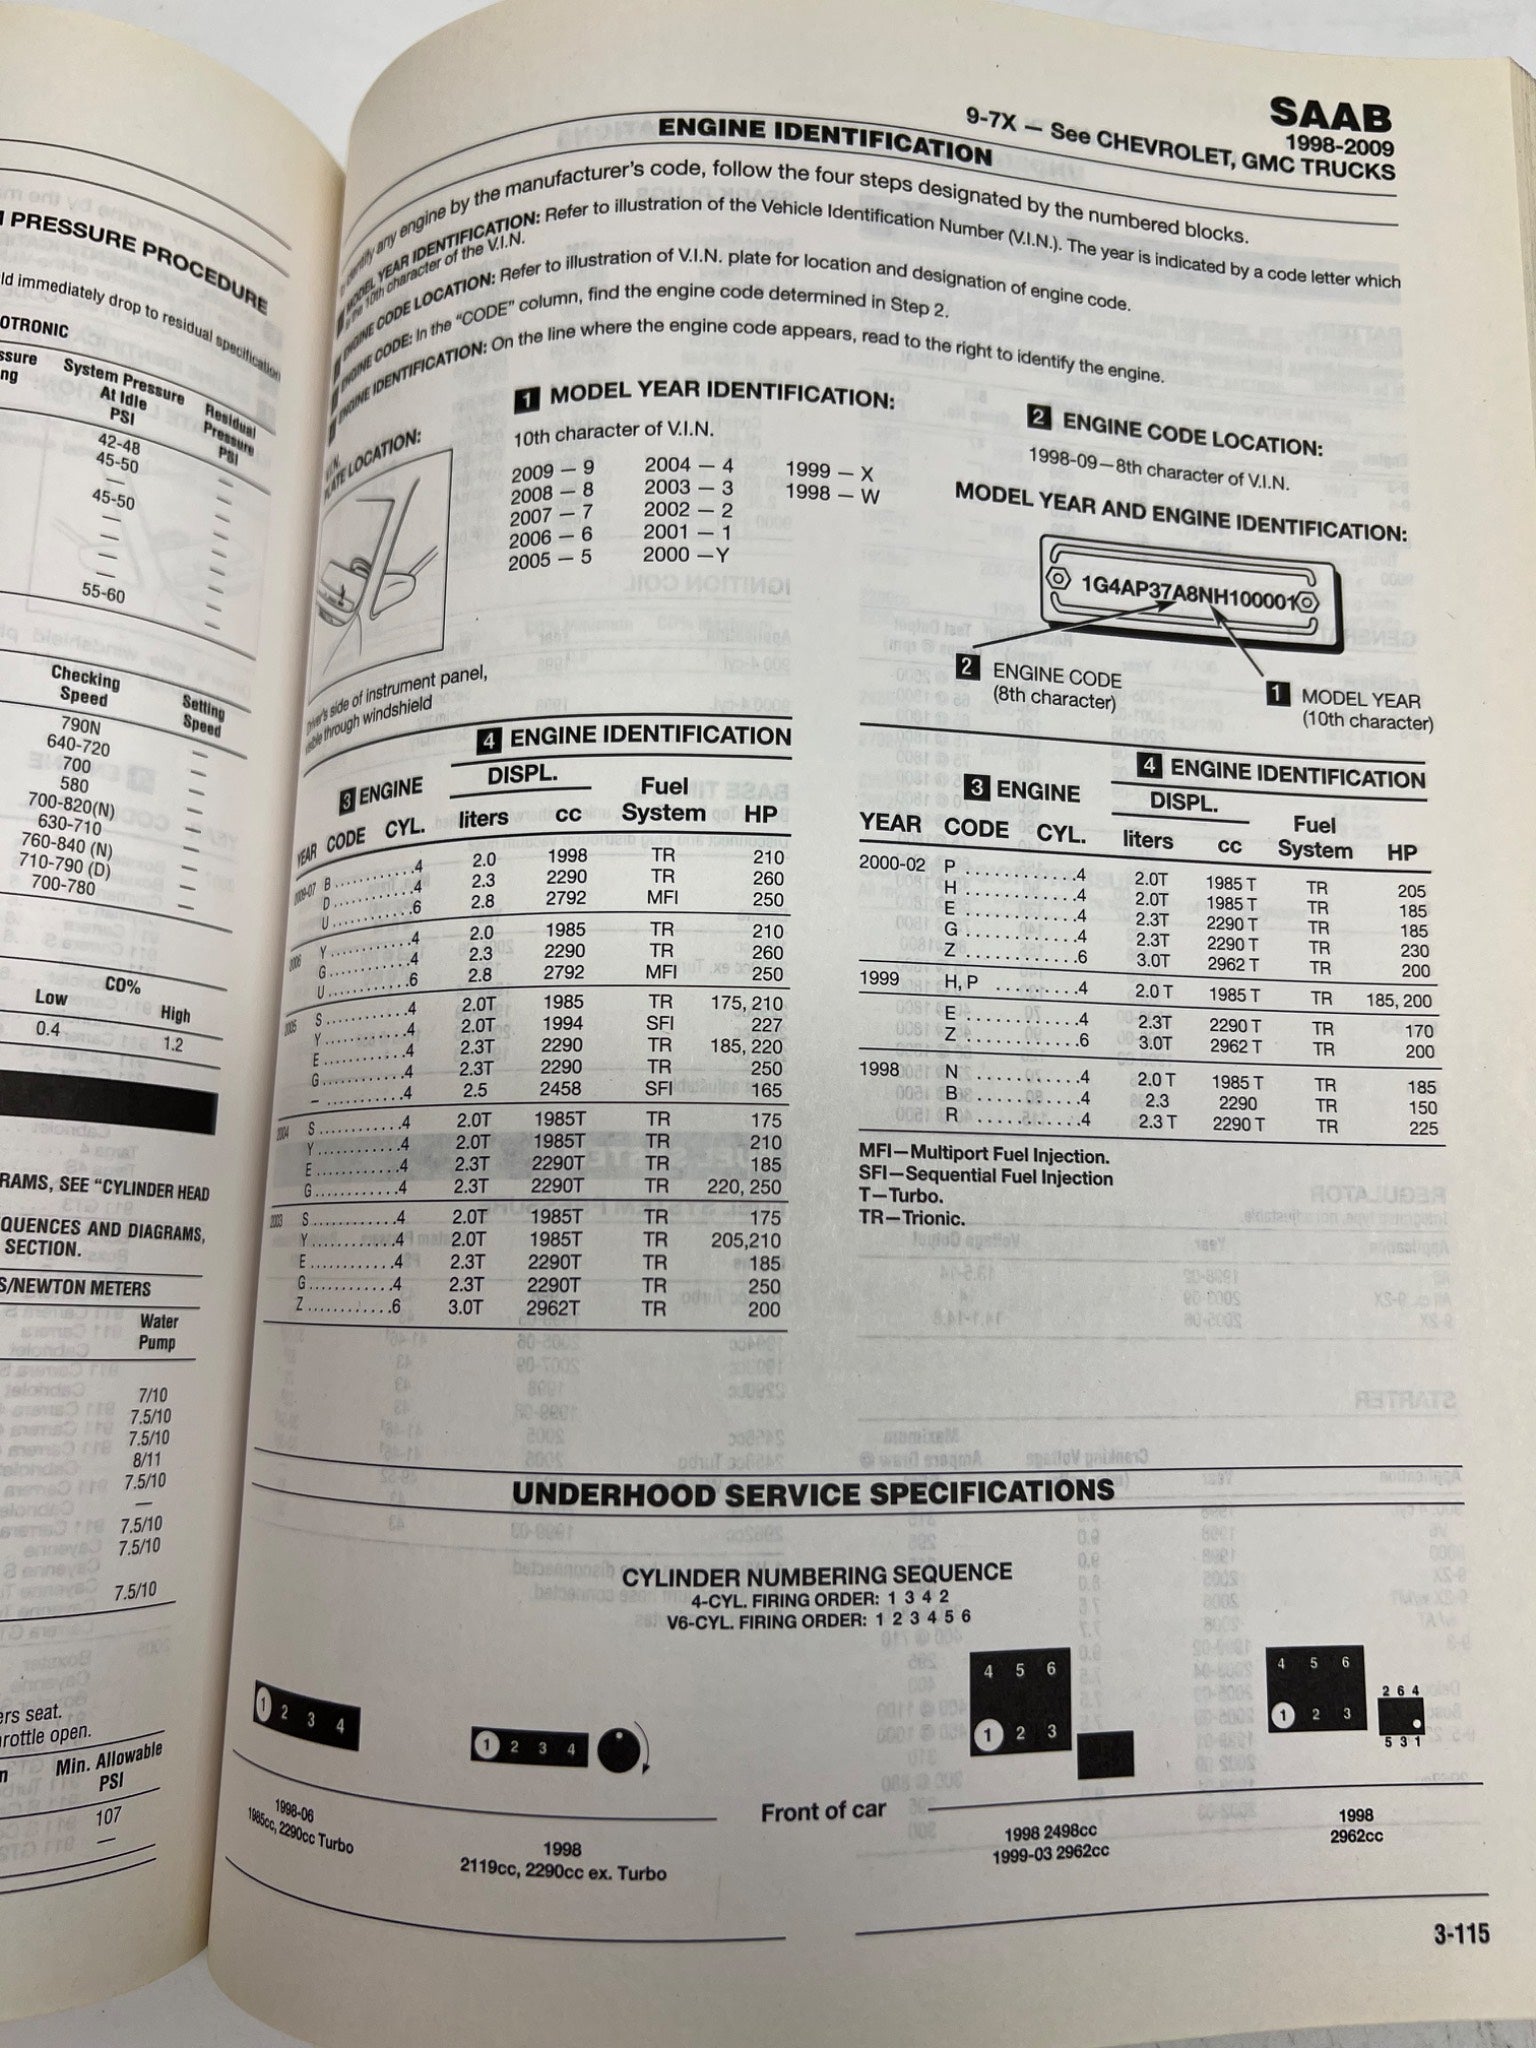 M PRESSURE PROCEDURE
ld immediately drop to residual specification
OTRONIC
System Pressure
At Idle
PSI
Residual
Pressure
PSI
42-48 —
45-50 —
— —
45-50 —
— —
— —
— —
— —
55-60 —
Checking
Speed
Setting
Speed
790N —
640-720 —
700 —
580 —
700-820(N) —
630-710 —
760-840 (N) —
710-790 (D) —
700-780 —
CO%
Low High
0.4 1.2
RAMS, SEE "CYLINDER HEAD
QUENCES AND DIAGRAMS,
SECTION.
S/NEWTON METERS
Water
Pump
7/10
7.5/10
7.5/10
8/11
7.5/10
—
7.5/10
7.5/10
7.5/10
ers seat.
hrottle open.
Min. Allowable
PSI
107
—
SAAB
1998-2009
9-7X — See CHEVROLET, GMC TRUCKS
ENGINE IDENTIFICATION
identify any engine by the manufacturer's code, follow the four steps designated by the numbered blocks.
MODEL YEAR IDENTIFICATION: Refer to illustration of the Vehicle Identification Number (V.I.N.). The year is indicated by a code letter which
is the 10th character of the V.I.N.
ENGINE CODE LOCATION: Refer to illustration of V.I.N. plate for location and designation of engine code.
ENGINE CODE: In the "CODE" column, find the engine code determined in Step 2.
ENGINE IDENTIFICATION: On the line where the engine code appears, read to the right to identify the engine.
V.I.N.
PLATE LOCATION:
Driver's side of instrument panel,
visible through windshield
1 MODEL YEAR IDENTIFICATION:
10th character of V.I.N.
2009 — 9 2004 — 4 1999 — X
2008 — 8 2003 — 3 1998 — W
2007 — 7 2002 — 2
2006 — 6 2001 — 1
2005 — 5 2000 —Y
2 ENGINE CODE LOCATION:
1998-09—8th character of V.I.N.
MODEL YEAR AND ENGINE IDENTIFICATION:
1G4AP37A8NH100001
2 ENGINE CODE
(8th character)
1 MODEL YEAR
(10th character)
4 ENGINE IDENTIFICATION
3 ENGINE DISPL. Fuel
YEAR CODE CYL. liters cc System HP
2009-07 B............4 2.0 1998 TR 210
D............4 2.3 2290 TR 260
U............6 2.8 2792 MFI 250
2006 Y............4 2.0 1985 TR 210
G............4 2.3 2290 TR 260
U............6 2.8 2792 MFI 250
2005 S............4 2.0T 1985 TR 175, 210
Y............4 2.0T 1994 SFI 227
E............4 2.3T 2290 TR 185, 220
G............4 2.3T 2290 TR 250
–............4 2.5 2458 SFI 165
2004 S............4 2.0T 1985T TR 175
Y............4 2.0T 1985T TR 210
E............4 2.3T 2290T TR 185
G............4 2.3T 2290T TR 220, 250
2003 S............4 2.0T 1985T TR 175
Y............4 2.0T 1985T TR 205,210
E............4 2.3T 2290T TR 185
G............4 2.3T 2290T TR 250
Z............6 3.0T 2962T TR 200
4 ENGINE IDENTIFICATION
3 ENGINE DISPL. Fuel
YEAR CODE CYL. liters cc System HP
2000-02 P ............4 2.0T 1985 T TR 205
H ............4 2.0T 1985 T TR 185
E ............4 2.3T 2290 T TR 185
G ............4 2.3T 2290 T TR 230
Z ............6 3.0T 2962 T TR 200
1999 H, P .........4 2.0 T 1985 T TR 185, 200
E ............4 2.3T 2290 T TR 170
Z ............6 3.0T 2962 T TR 200
1998 N ............4 2.0 T 1985 T TR 185
B ............4 2.3 2290 TR 150
R ............4 2.3 T 2290 T TR 225
MFI—Multiport Fuel Injection.
SFI—Sequential Fuel Injection
T—Turbo.
TR—Trionic.
UNDERHOOD SERVICE SPECIFICATIONS
CYLINDER NUMBERING SEQUENCE
4-CYL. FIRING ORDER: 1 3 4 2
V6-CYL. FIRING ORDER: 1 2 3 4 5 6
1 2 3 4
1998-06
1985cc, 2290cc Turbo
1 2 3 4
1998
2119cc, 2290cc ex. Turbo
Front of car
4 5 6
1 2 3
1998 2498cc
1999-03 2962cc
4 5 6
1 2 3
2 6 4
5 3 1
1998
2962cc
3-115